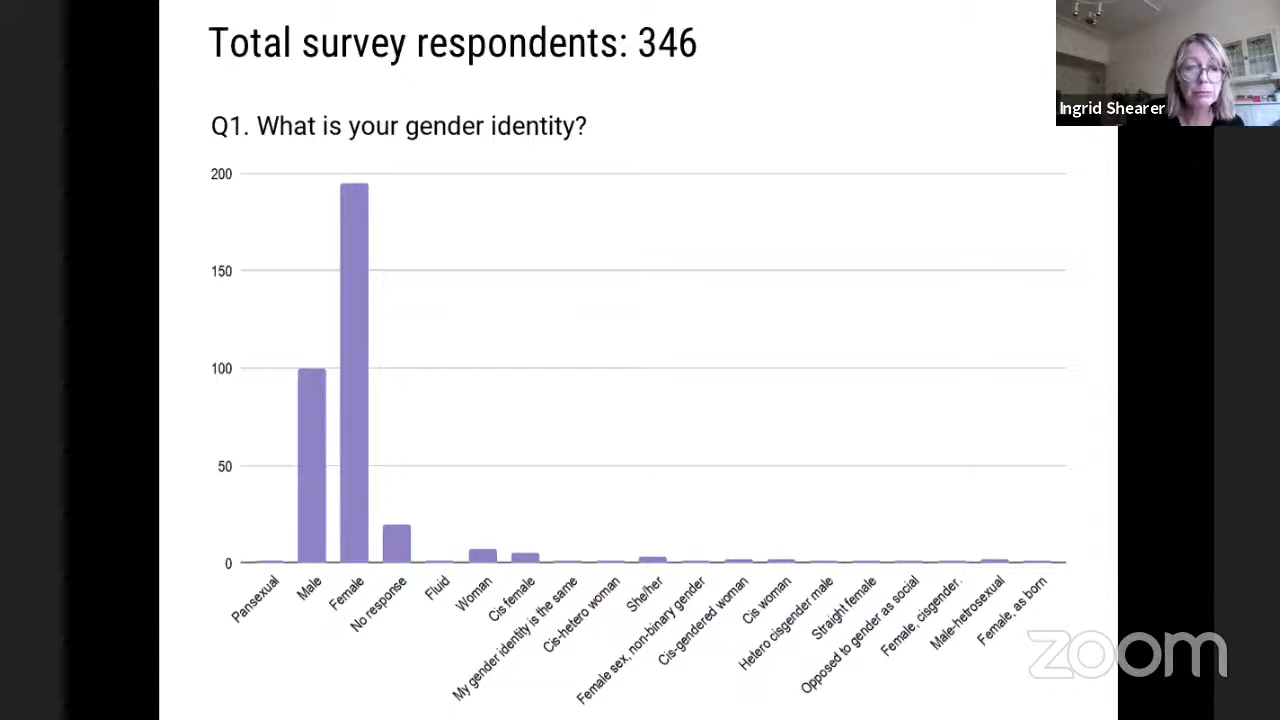 Total survey respondents: 346
Ingrid Shearer
Q1. What is your gender identity?
200
150
100
50
0
Pansexual
Male
Female
No response
Fluid
Woman
Cis female
My gender identity is the same
Cis-hetero woman
She/her
Female sex, non-binary gender
Cis-gendered woman
Cis woman
Hetero cisgender male
Straight female
Opposed to gender as social
Female, cisgender.
Male-hetrosexual
Female, as born
zoom